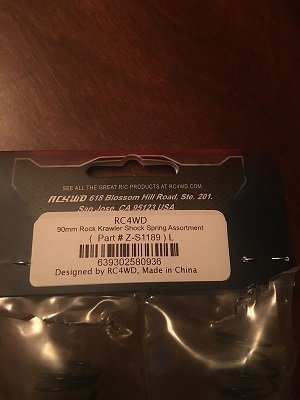 SEE ALL THE GREAT R/C PRODUCTS AT RC4WD.COM
RC4WD 618 Blossom Hill Road, Ste. 201.
San Jose, CA 95123 USA
RC4WD
90mm Rock Krawler Shock Spring Assortment
( Part # Z-S1189 ) L
639302580936
Designed by RC4WD, Made in China